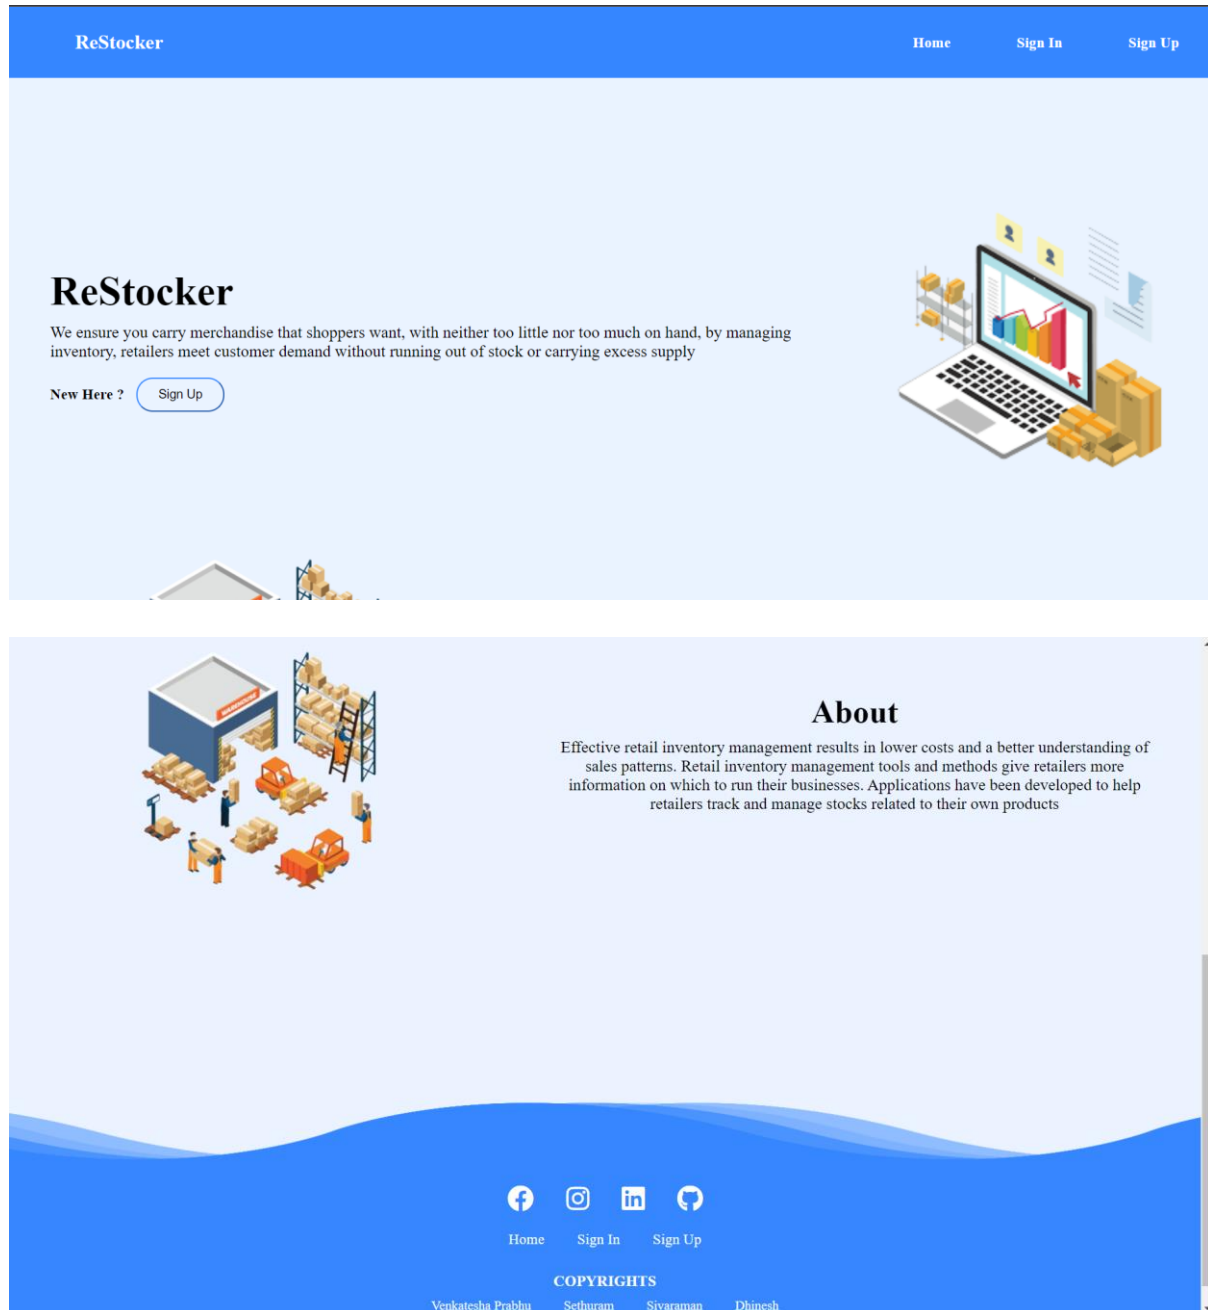 ReStocker
Home Sign In Sign Up
ReStocker
We ensure you carry merchandise that shoppers want, with neither too little nor too much on hand, by managing
inventory, retailers meet customer demand without running out of stock or carrying excess supply
New Here ? Sign Up
WAREHOUSE
About
Effective retail inventory management results in lower costs and a better understanding of
sales patterns. Retail inventory management tools and methods give retailers more
information on which to run their businesses. Applications have been developed to help
retailers track and manage stocks related to their own products
Home Sign In Sign Up
COPYRIGHTS
Venkatesha Prabhu Sethuram Sivaraman Dhinesh